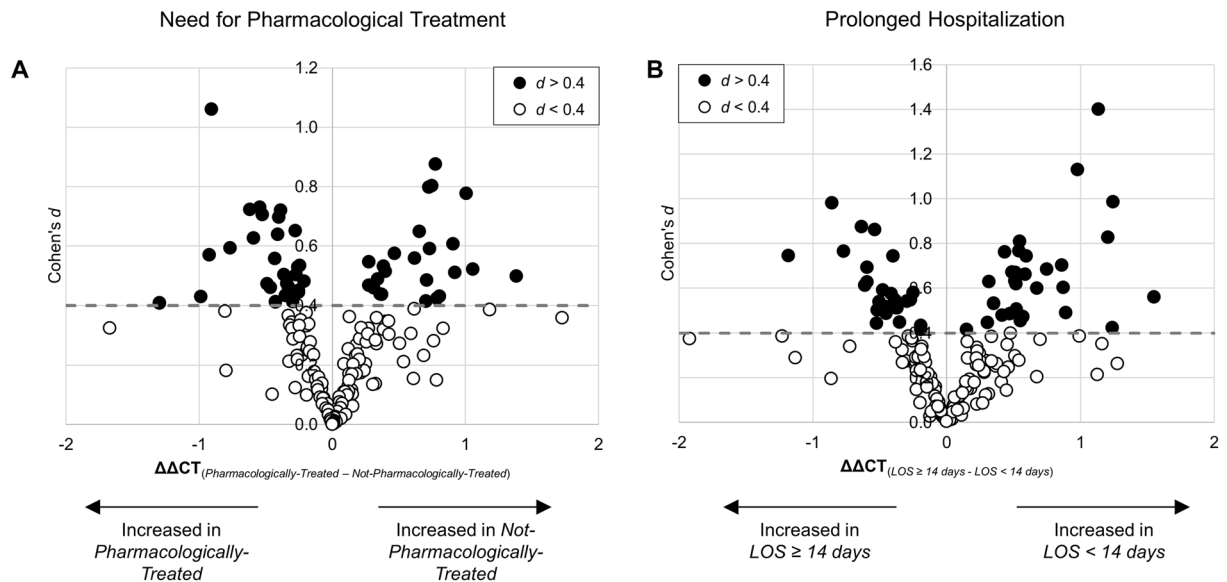 Need for Pharmacological Treatment
Prolonged Hospitalization
A
1.2
1.0
0.8
0.6
0.4
0.2
0.0
-2
-1
0
1
2
Cohen's d
d > 0.4
d < 0.4
ΔΔCT(Pharmacologically-Treated – Not-Pharmacologically-Treated)
Increased in
Pharmacologically-
Treated
Increased in Not-
Pharmacologically-
Treated
B
1.6
1.4
1.2
1.0
0.8
0.6
0.4
0.2
0.0
-2
-1
0
1
2
Cohen's d
d > 0.4
d < 0.4
ΔΔCT(LOS ≥ 14 days - LOS < 14 days)
Increased in
LOS ≥ 14 days
Increased in
LOS < 14 days